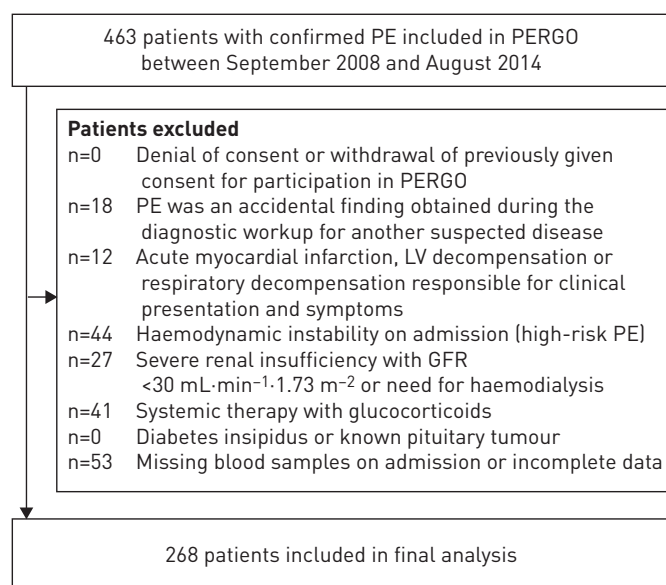 463 patients with confirmed PE included in PERGO
between September 2008 and August 2014
Patients excluded
n=0 Denial of consent or withdrawal of previously given
consent for participation in PERGO
n=18 PE was an accidental finding obtained during the
diagnostic workup for another suspected disease
n=12 Acute myocardial infarction, LV decompensation or
respiratory decompensation responsible for clinical
presentation and symptoms
n=44 Haemodynamic instability on admission (high-risk PE)
n=27 Severe renal insufficiency with GFR
<30 mL·min⁻¹·1.73 m⁻² or need for haemodialysis
n=41 Systemic therapy with glucocorticoids
n=0 Diabetes insipidus or known pituitary tumour
n=53 Missing blood samples on admission or incomplete data
268 patients included in final analysis